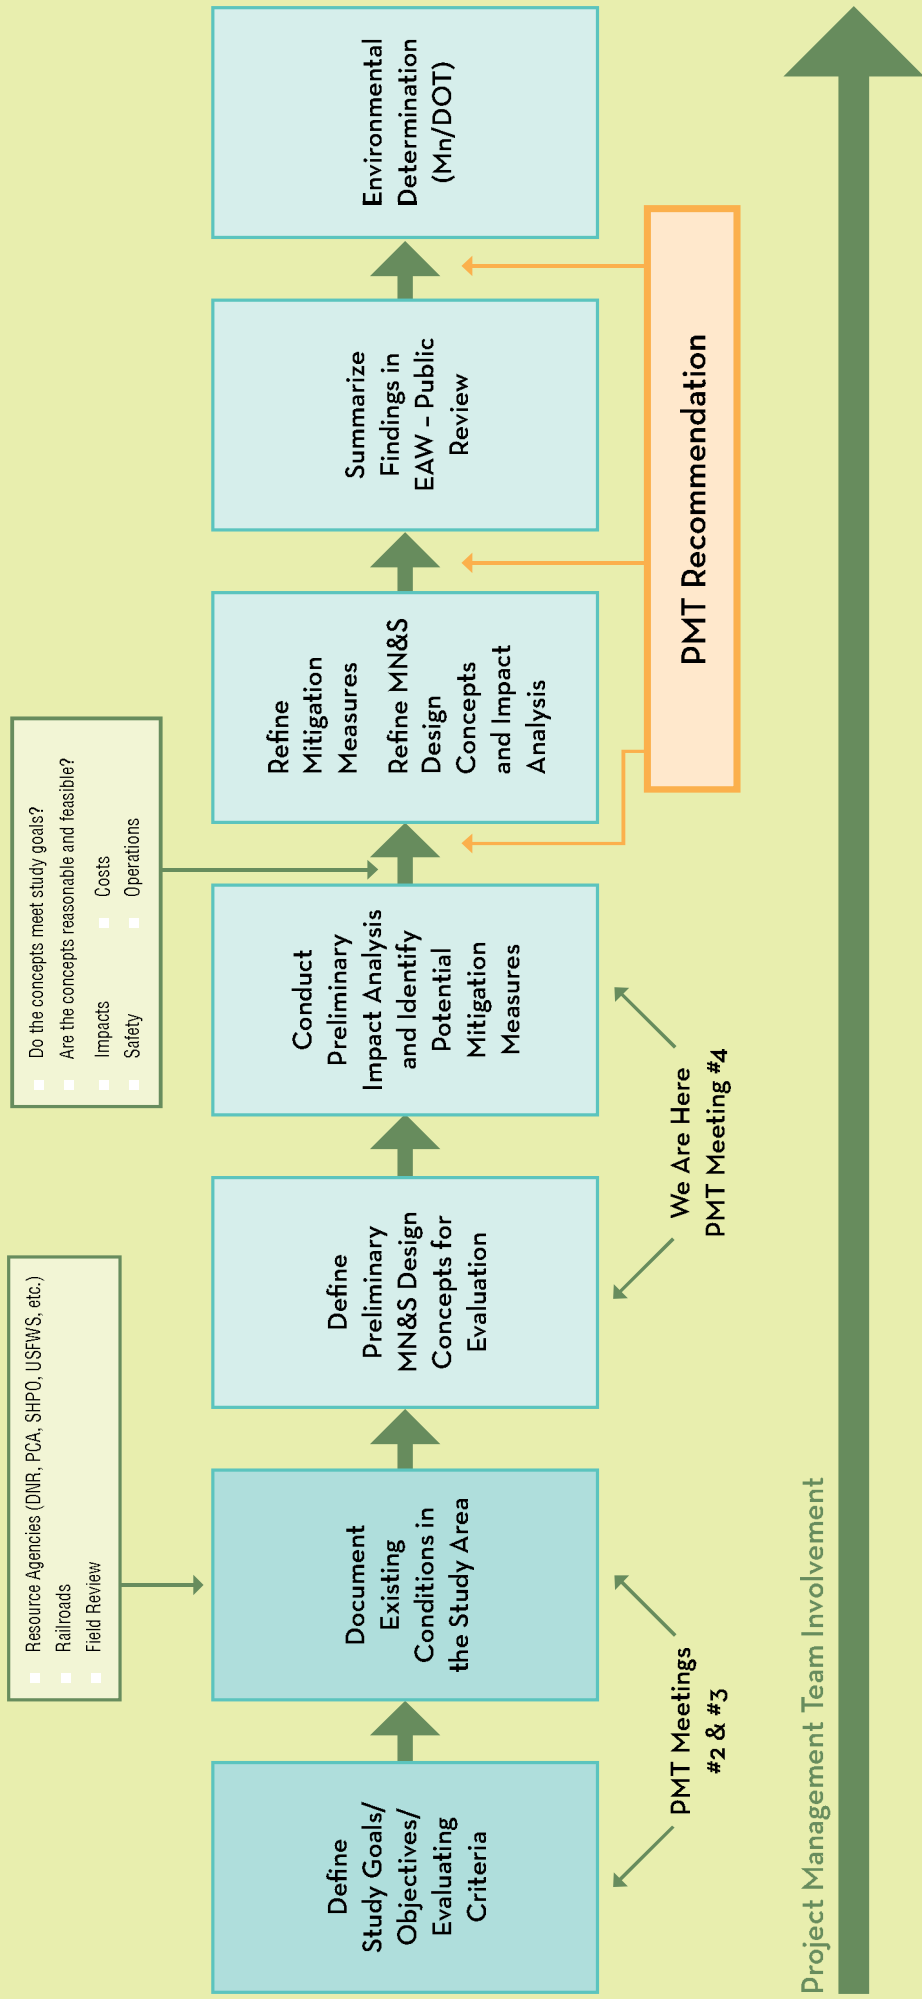 Resource Agencies (DNR, PCA, SHPO, USFWS, etc.)
Railroads
Field Review
Do the concepts meet study goals?
Are the concepts reasonable and feasible?
Impacts
Costs
Safety
Operations
Define
Study Goals/
Objectives/
Evaluating
Criteria
Document
Existing
Conditions in
the Study Area
Define
Preliminary
MN&S Design
Concepts for
Evaluation
Conduct
Preliminary
Impact Analysis
and Identify
Potential
Mitigation
Measures
Refine
Mitigation
Measures
Refine MN&S
Design
Concepts
and Impact
Analysis
Summarize
Findings in
EAW – Public
Review
Environmental
Determination
(Mn/DOT)
PMT Meetings
#2 & #3
We Are Here
PMT Meeting #4
PMT Recommendation
Project Management Team Involvement